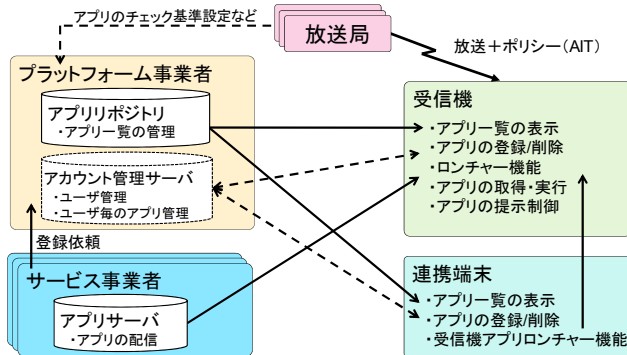 アプリのチェック基準設定など
放送局
放送+ポリシー(AIT)
プラットフォーム事業者
アプリリポジトリ
・アプリ一覧の管理
アカウント管理サーバ
・ユーザ管理
・ユーザ毎のアプリ管理
登録依頼
サービス事業者
アプリサーバ
・アプリの配信
受信機
・アプリ一覧の表示
・アプリの登録/削除
・ロンチャー機能
・アプリの取得・実行
・アプリの提示制御
連携端末
・アプリ一覧の表示
・アプリの登録/削除
・受信機アプリロンチャー機能